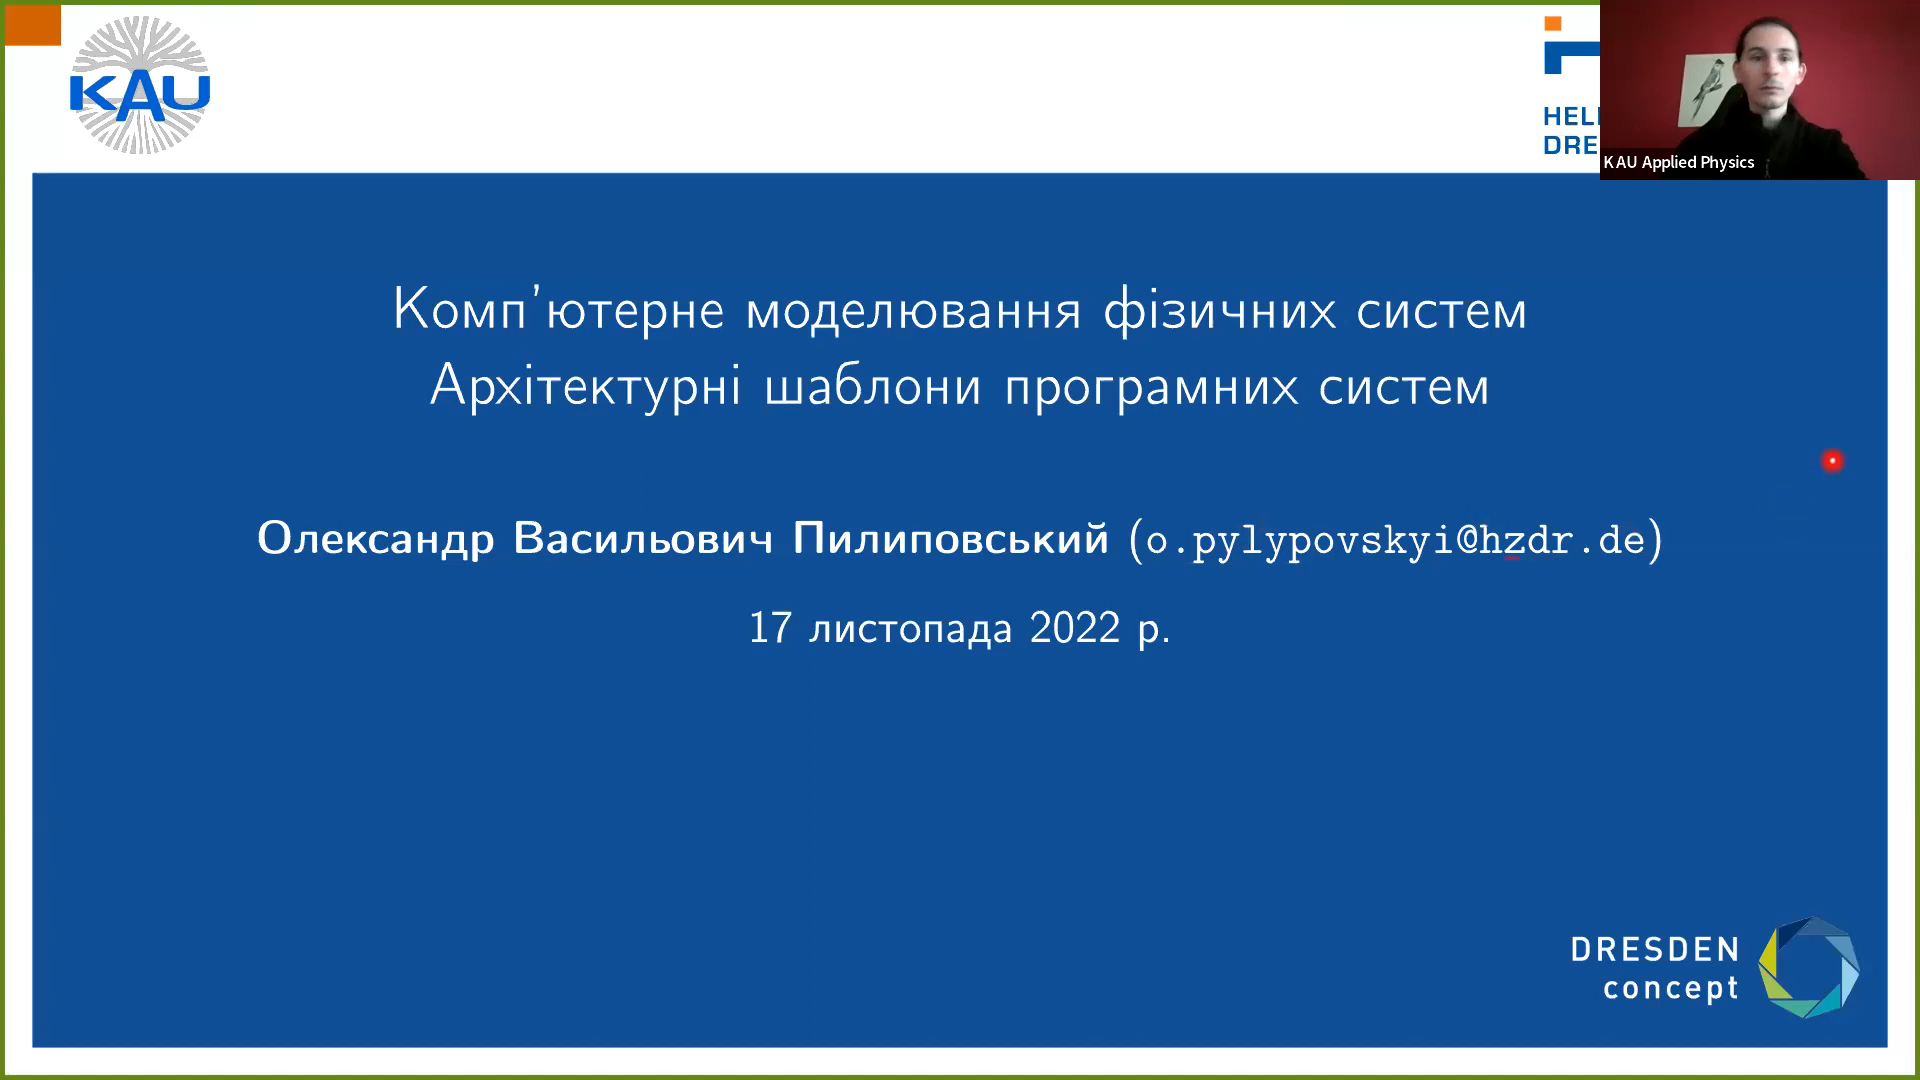 KAU
HEL
DRE
KAU Applied Physics
Комп'ютерне моделювання фізичних систем
Архітектурні шаблони програмних систем
Олександр Васильович Пилиповський (o.pylypovskyi@hzdr.de)
17 листопада 2022 р.
DRESDEN
concept